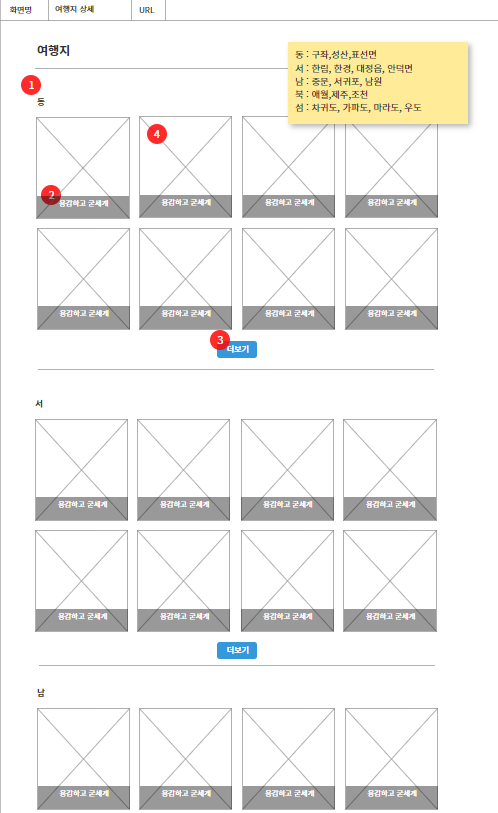 화면명 여행지 상세 URL
여행지
동 : 구좌,성산,표선면
서 : 한림, 한경, 대정읍, 안덕면
남 : 중문, 서귀포, 남원
북 : 애월,제주,조천
섬 : 차귀도, 가파도, 마라도, 우도
1
동
4
2
용감하고 굳세게 용감하고 굳세게 용감하고 굳세게 용감하고 굳세게
용감하고 굳세게 용감하고 굳세게 용감하고 굳세게 용감하고 굳세게
3
더보기
서
용감하고 굳세게 용감하고 굳세게 용감하고 굳세게 용감하고 굳세게
용감하고 굳세게 용감하고 굳세게 용감하고 굳세게 용감하고 굳세게
더보기
남
용감하고 굳세게 용감하고 굳세게 용감하고 굳세게 용감하고 굳세게